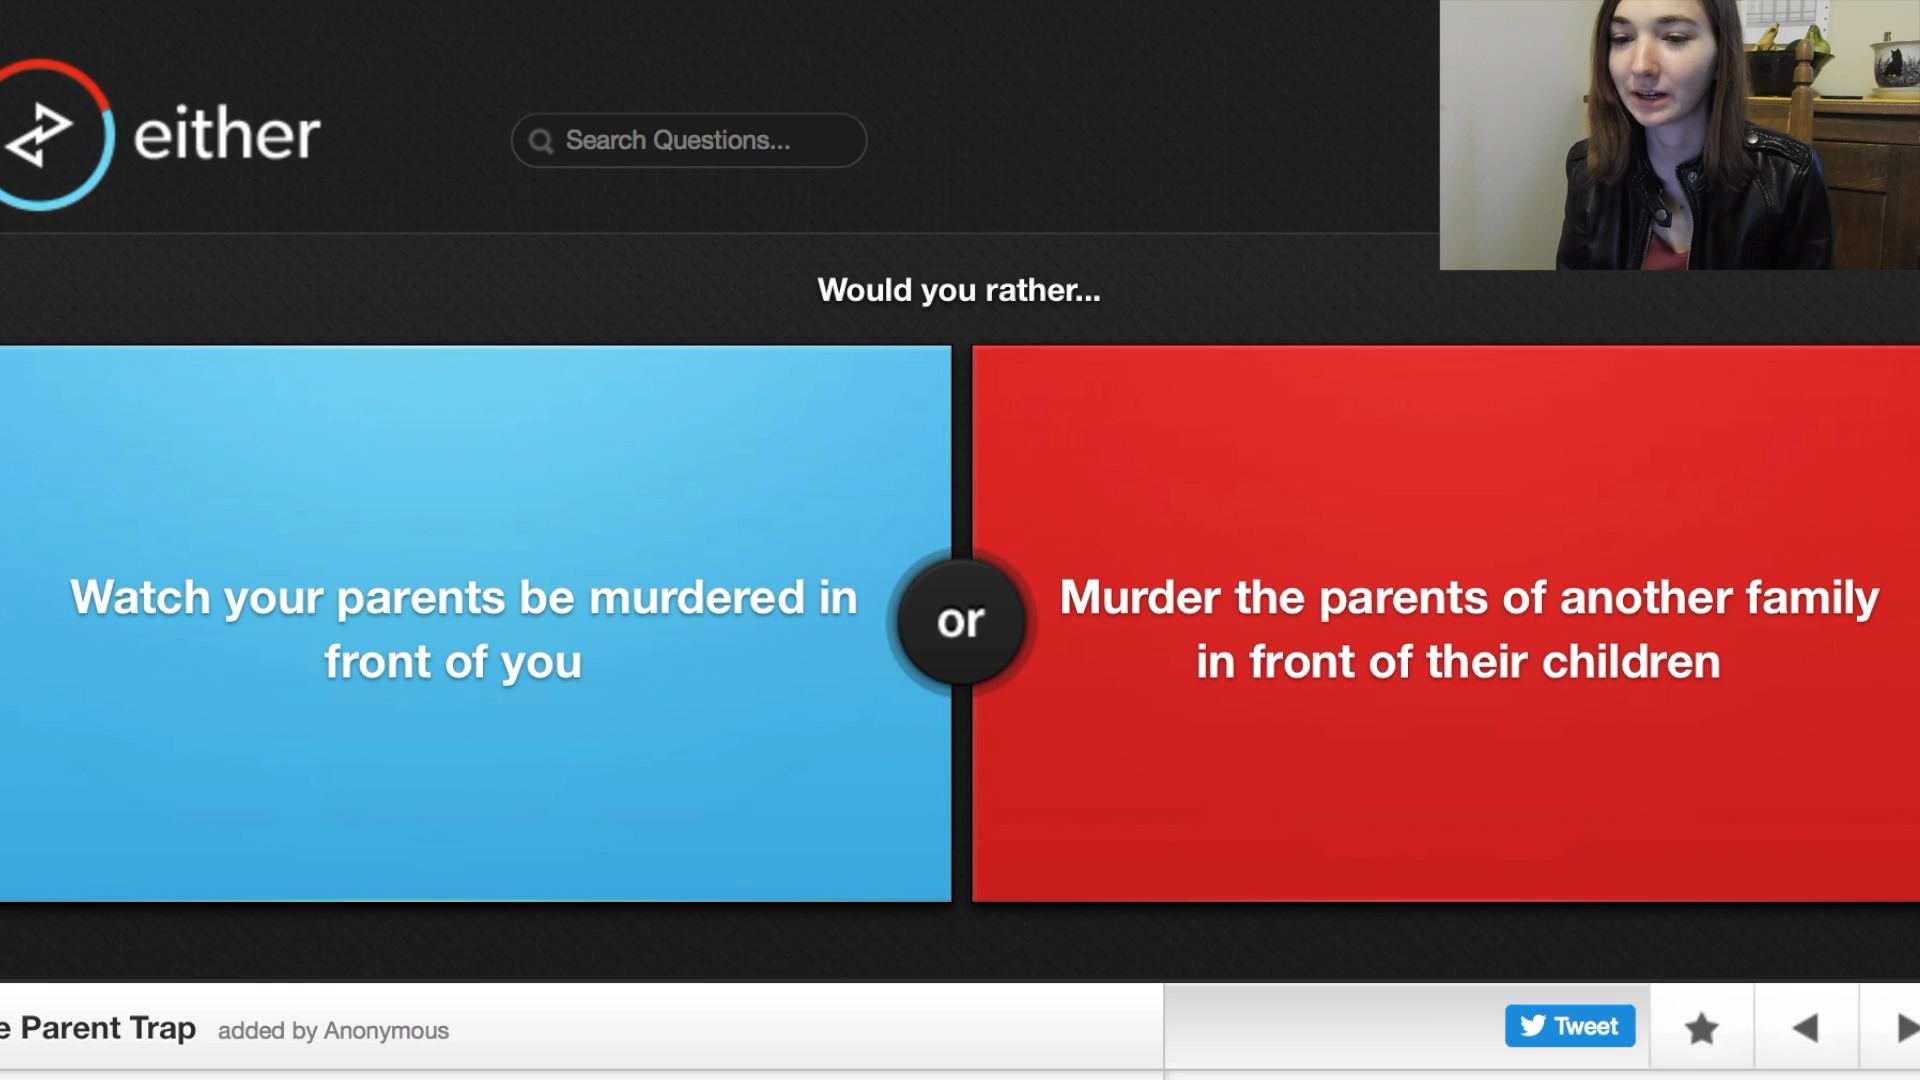 either
Search Questions...
Would you rather...
Watch your parents be murdered in
front of you
or
Murder the parents of another family
in front of their children
e Parent Trap added by Anonymous
Tweet